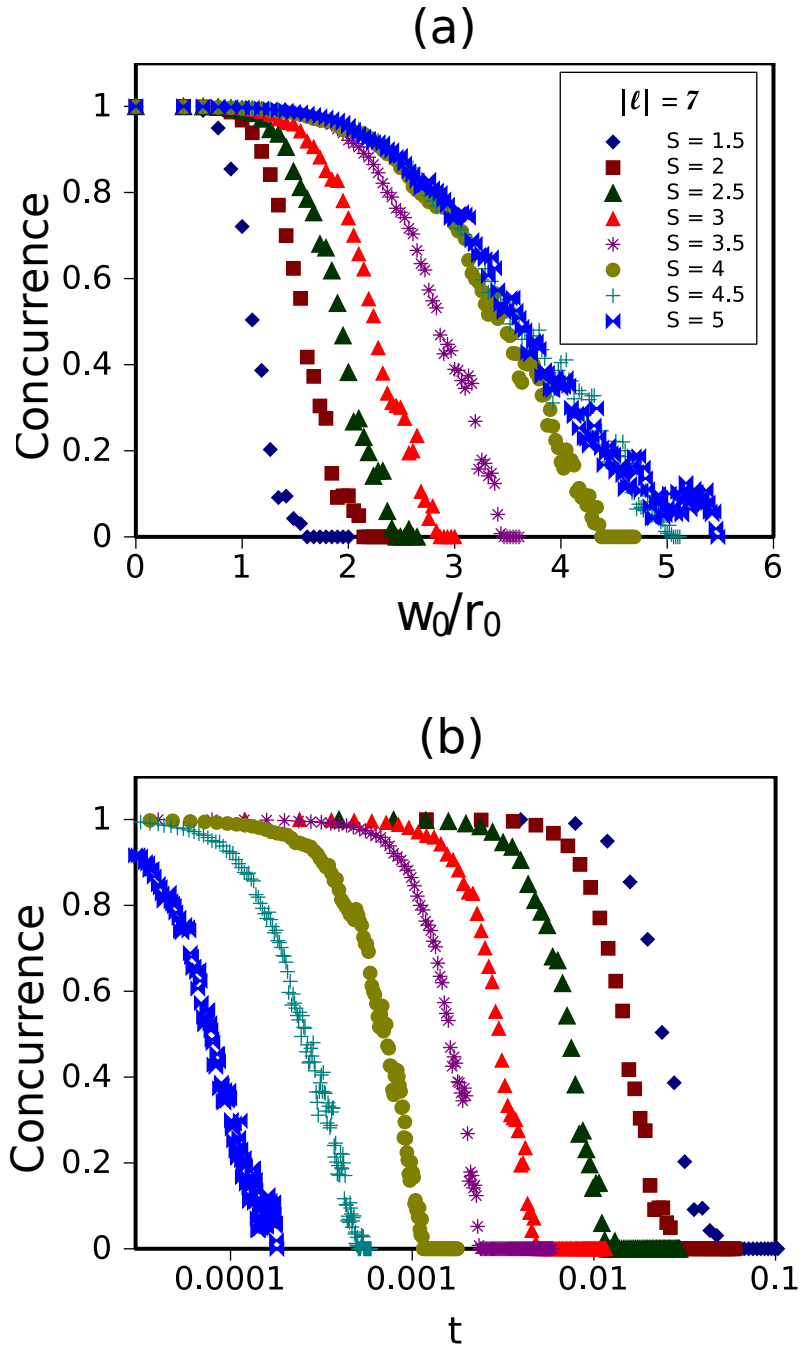 (a)
1
0.8
0.6
0.4
0.2
0
Concurrence
|ℓ| = 7
S = 1.5
S = 2
S = 2.5
S = 3
S = 3.5
S = 4
S = 4.5
S = 5
0 1 2 3 4 5 6
w₀/r₀
(b)
1
0.8
0.6
0.4
0.2
0
Concurrence
0.0001 0.001 0.01 0.1
t